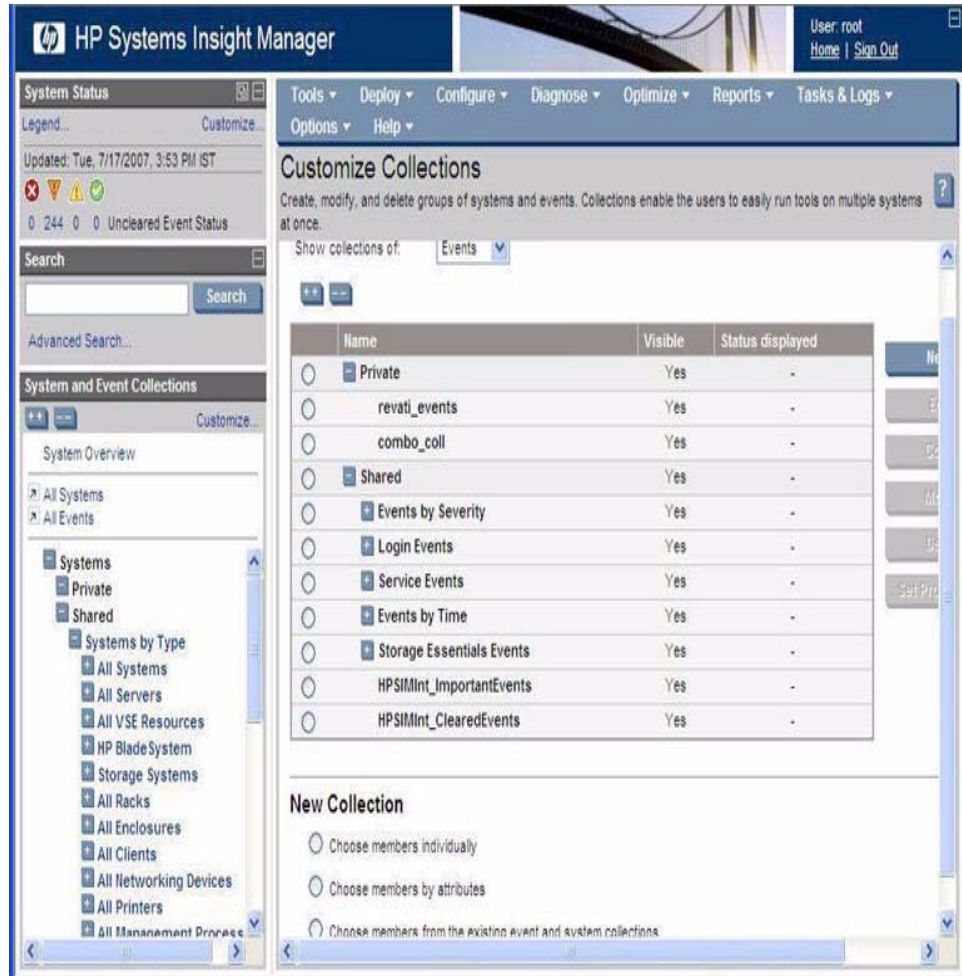 hp HP Systems Insight Manager
User: root
Home | Sign Out
System Status
Legend... Customize...
Updated: Tue, 7/17/2007, 3:53 PM IST
0 244 0 0 Uncleared Event Status
Search
Search
Advanced Search...
System and Event Collections
Customize...
System Overview
All Systems
All Events
Systems
Private
Shared
Systems by Type
All Systems
All Servers
All VSE Resources
HP BladeSystem
Storage Systems
All Racks
All Enclosures
All Clients
All Networking Devices
All Printers
All Management Process
Tools Deploy Configure Diagnose Optimize Reports Tasks & Logs
Options Help
Customize Collections
Create, modify, and delete groups of systems and events. Collections enable the users to easily run tools on multiple systems
at once.
?
Show collections of: Events
Name Visible Status displayed
Private Yes -
revati_events Yes -
combo_coll Yes -
Shared Yes -
Events by Severity Yes -
Login Events Yes -
Service Events Yes -
Events by Time Yes -
Storage Essentials Events Yes -
HPSIMInt_ImportantEvents Yes -
HPSIMInt_ClearedEvents Yes -
Ne
Set Pro
New Collection
Choose members individually
Choose members by attributes
Choose members from the existing event and system collections